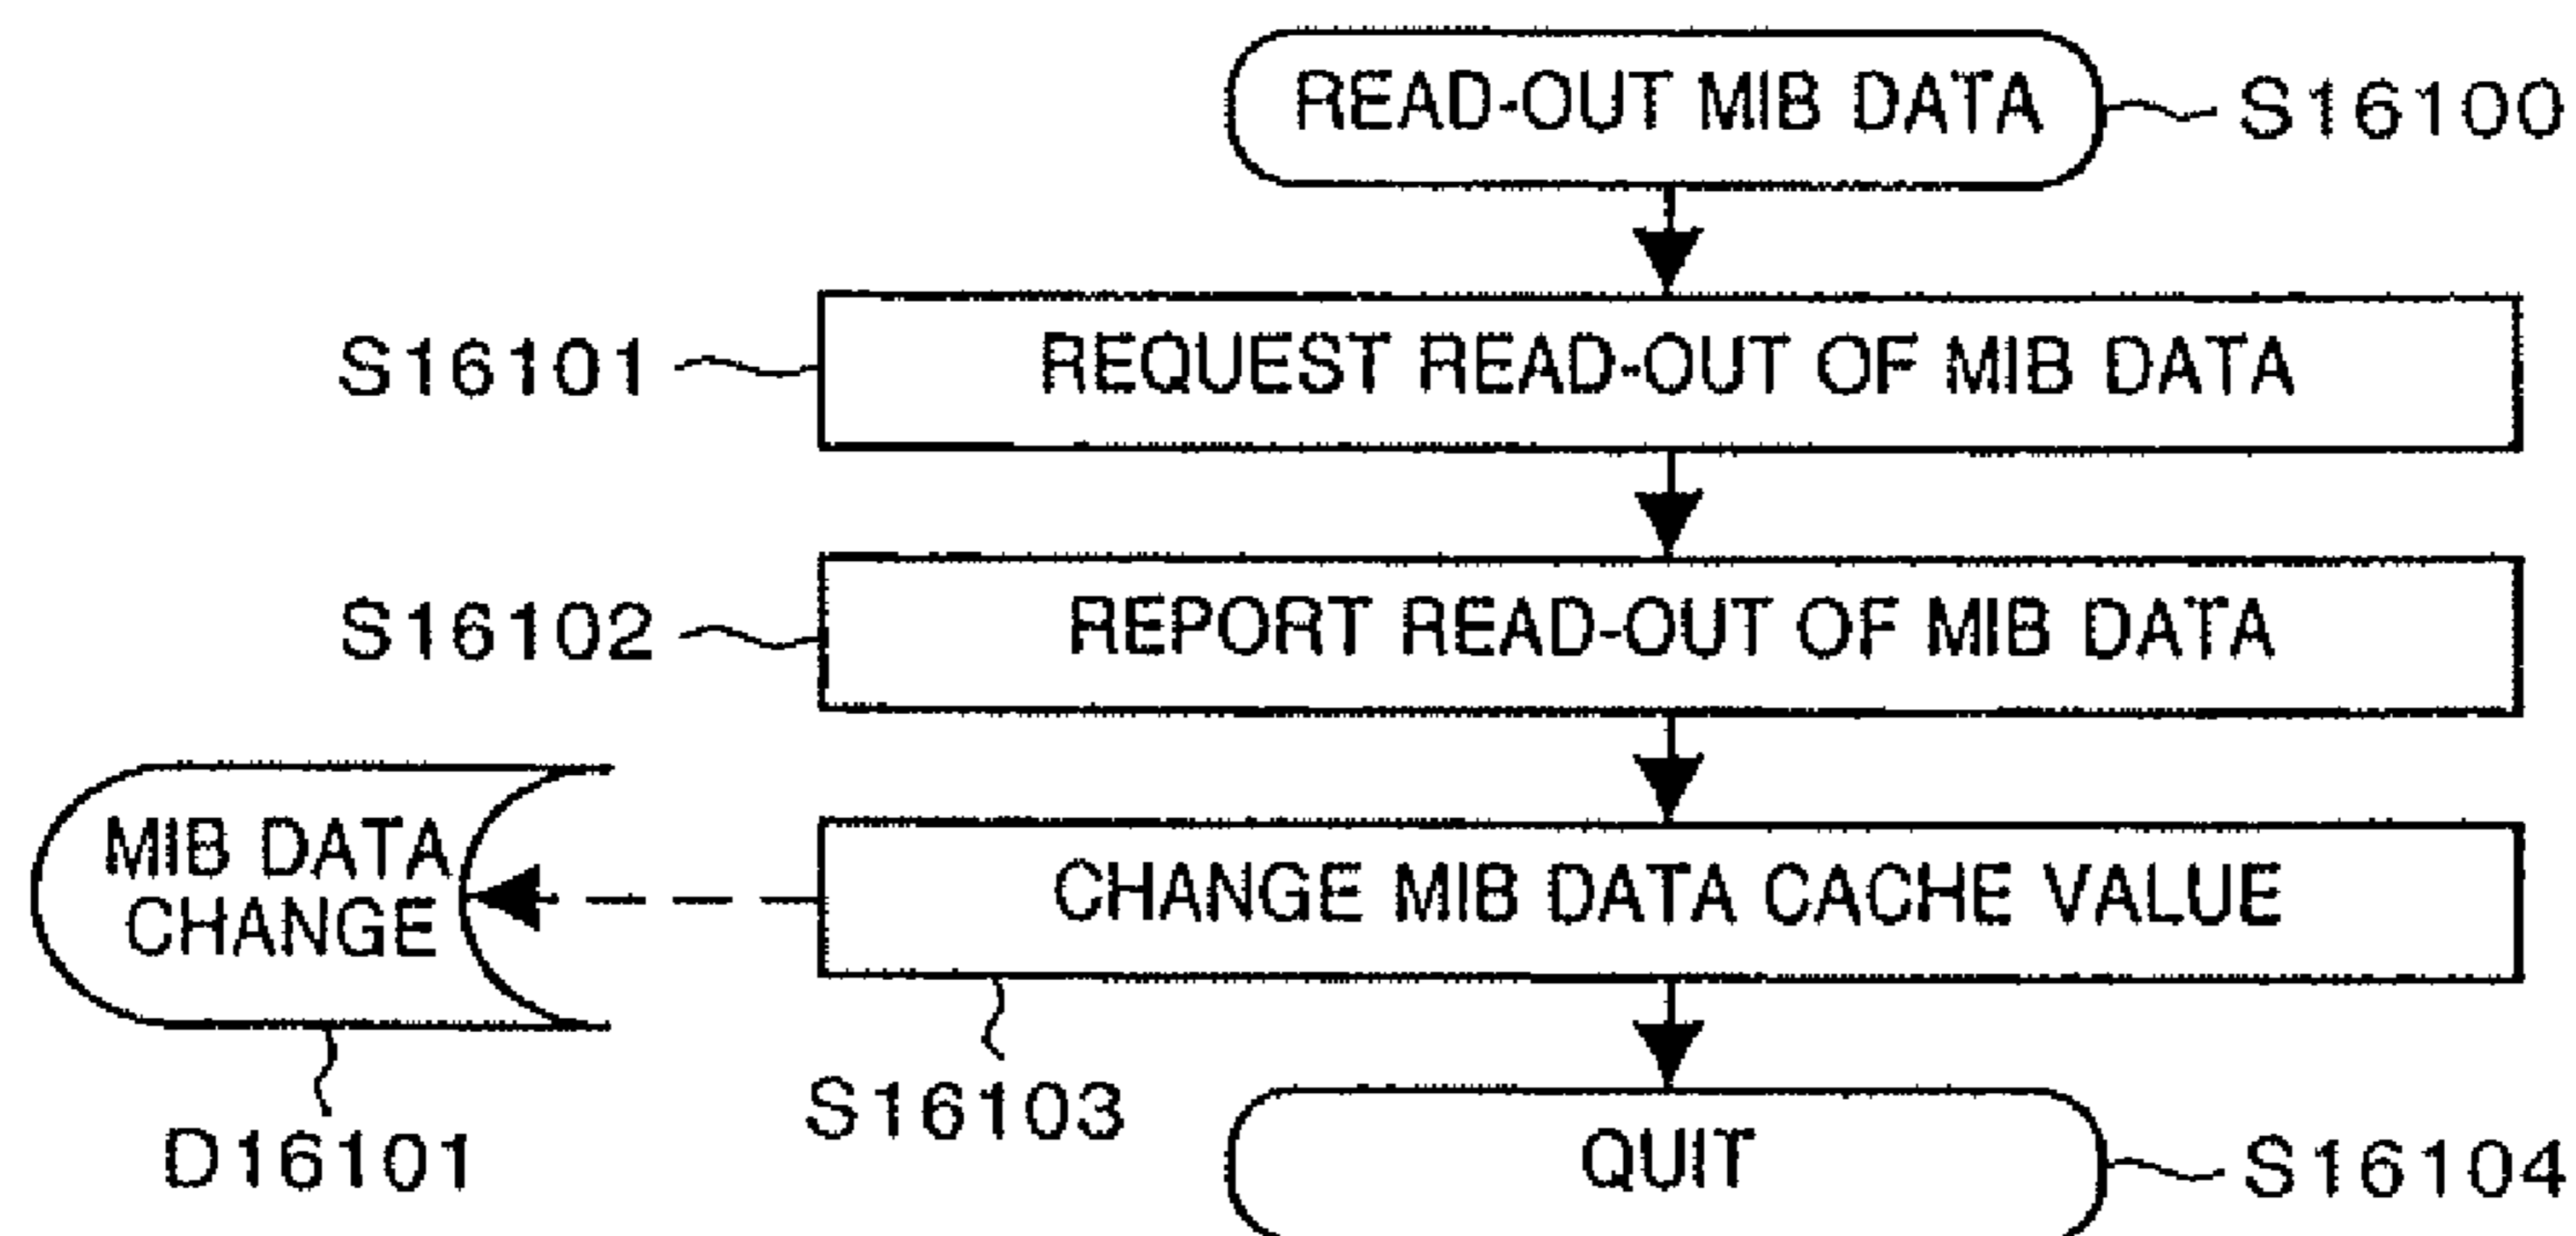 READ-OUT MIB DATA
S16100
S16101
REQUEST READ-OUT OF MIB DATA
S16102
REPORT READ-OUT OF MIB DATA
MIB DATA
CHANGE
CHANGE MIB DATA CACHE VALUE
S16103
D16101
QUIT
S16104